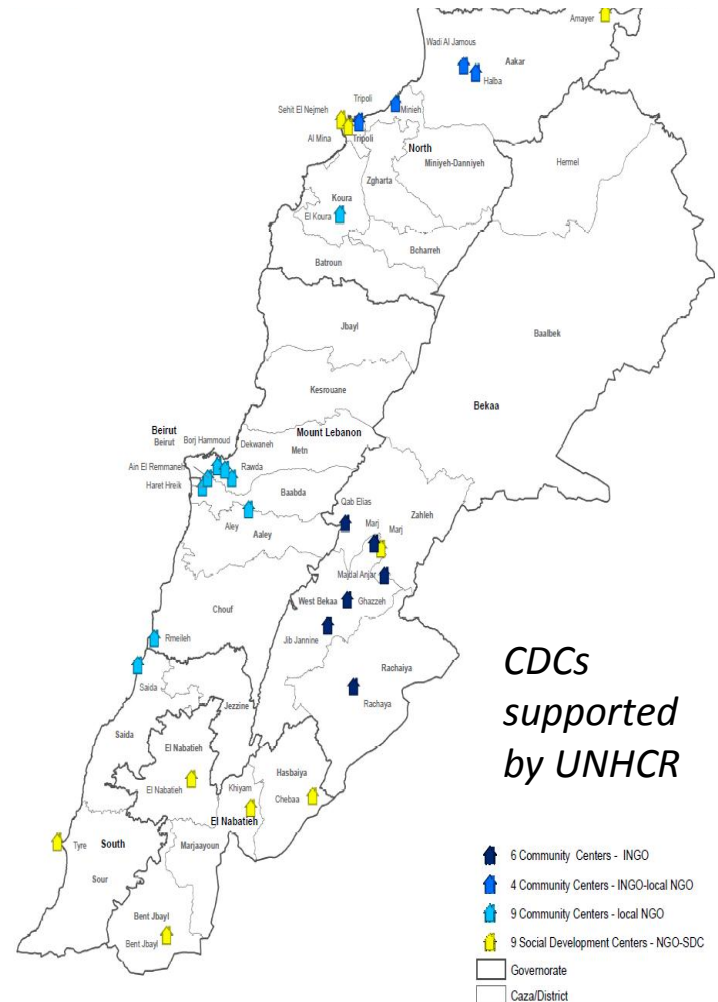 Amayer
Wadi Al Jamous
Aakar
Halba
Tripoli
Sehit El Nejmeh
Minieh
Al Mina
Tripoli
North
Miniyeh-Danniyeh
Hermel
Zgharta
Koura
El Koura
Bcharreh
Batroun
Jbayl
Baalbek
Kesrouane
Bekaa
Beirut
Mount Lebanon
Beirut
Borj Hammoud
Dekwaneh
Metn
Ain El Remmaneh
Rawda
Haret Hreik
Baabda
Qab Elias
Zahleh
Aley
Aaley
Marj
Marj
Majdal Anjar
West Bekaa
Ghazzeh
Chouf
Jib Jannine
Rmeileh
Rachaiya
Saida
Rachaya
Jezzine
Saida
El Nabatieh
Hasbaiya
El Nabatieh
Khiyam
Chebaa
El Nabatieh
Tyre
South
Marjaayoun
Sour
Bent Jbayl
Bent Jbayl
CDCs
supported
by UNHCR
6 Community Centers - INGO
4 Community Centers - INGO-local NGO
9 Community Centers - local NGO
9 Social Development Centers - NGO-SDC
Governorate
Caza/District